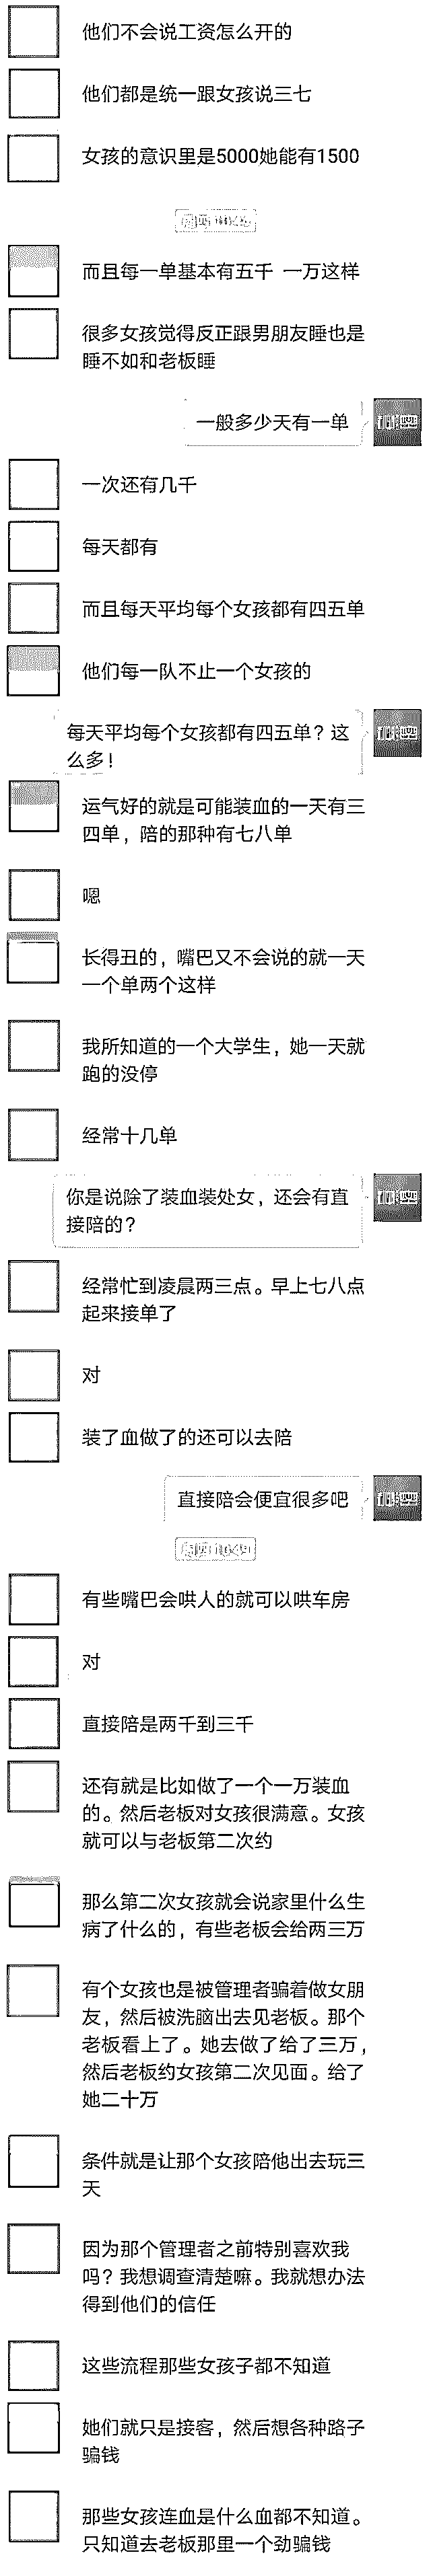 他们不会说工资怎么开的
他们都是统一跟女孩说三七
女孩的意识里是5000她能有1500
而且每一单基本有五千 一万这样
很多女孩觉得反正跟男朋友睡也是
睡不如和老板睡
一般多少天有一单
一次还有几千
每天都有
而且每天平均每个女孩都有四五单
他们每一队不止一个女孩的
每天平均每个女孩都有四五单？这
么多！
运气好的就是可能装血的一天有三
四单，陪的那种有七八单
嗯
长得丑的，嘴巴又不会说的就一天
一个单两个这样
我所知道的一个大学生，她一天就
跑的没停
经常十几单
你是说除了装血装处女，还会有直
接陪的？
经常忙到凌晨两三点。早上七八点
起来接单了
对
装了血做了的还可以去陪
直接陪会便宜很多吧
有些嘴巴会哄人的就可以哄车房
对
直接陪是两千到三千
还有就是比如做了一个一万装血
的。然后老板对女孩很满意。女孩
就可以与老板第二次约
那么第二次女孩就会说家里什么生
病了什么的，有些老板会给两三万
有个女孩也是被管理者骗着做女朋
友，然后被洗脑出去见老板。那个
老板看上了。她去做了给了三万，
然后老板约女孩第二次见面。给了
她二十万
条件就是让那个女孩陪他出去玩三
天
因为那个管理者之前特别喜欢我
吗？我想调查清楚嘛。我就想办法
得到他们的信任
这些流程那些女孩子都不知道
她们就只是接客，然后想各种路子
骗钱
那些女孩连血是什么血都不知道。
只知道去老板那里一个劲骗钱